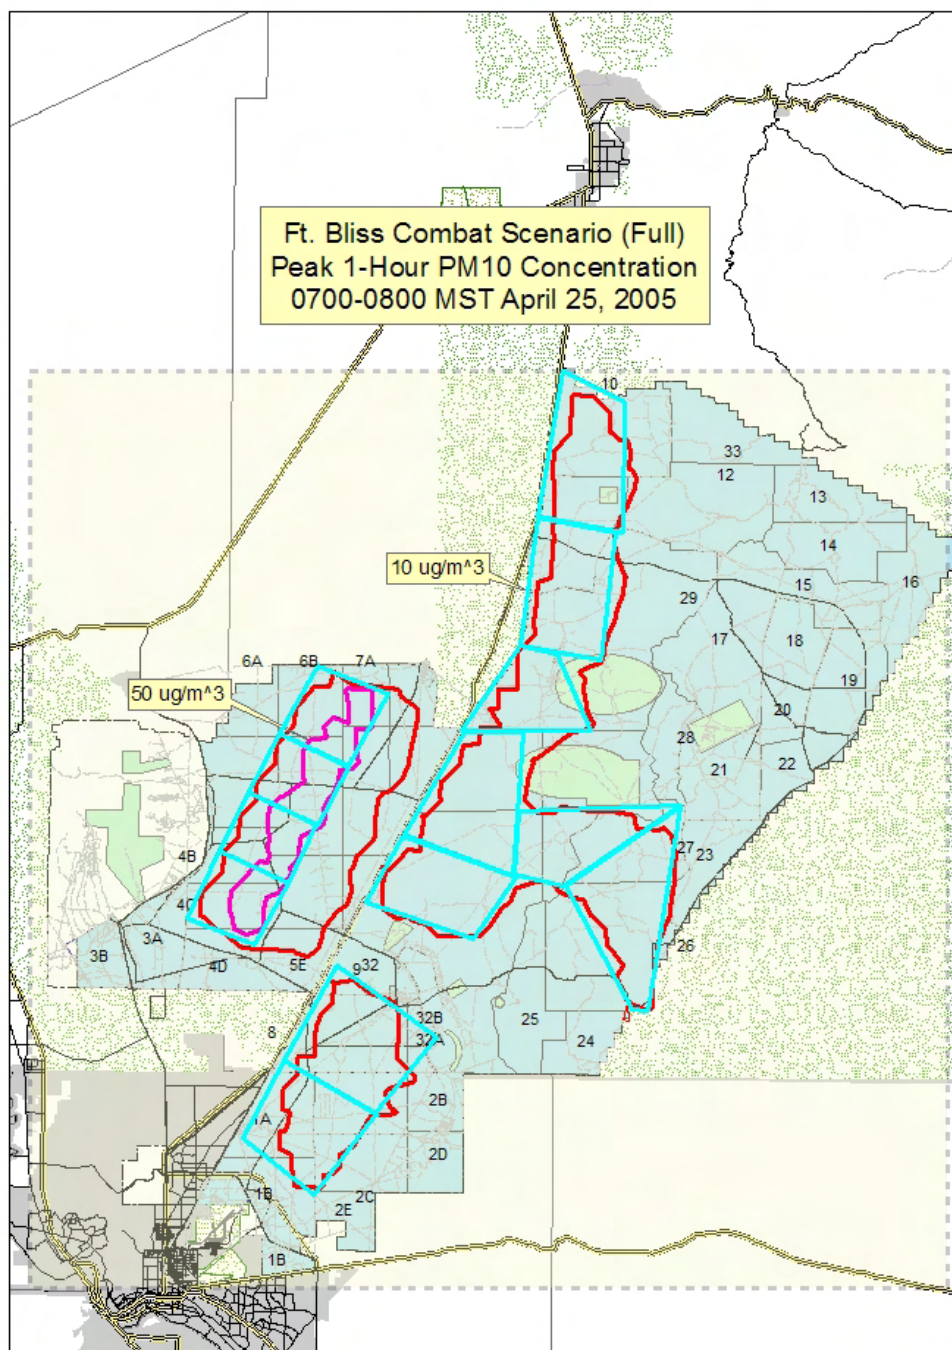 Ft. Bliss Combat Scenario (Full)
Peak 1-Hour PM10 Concentration
0700-0800 MST April 25, 2005
10
33
12
13
14
10 ug/m^3
15
16
29
17
18
6A
6B
7A
19
50 ug/m^3
20
28
21
22
4B
27
23
4C
3A
26
3B
4D
5E
9
32
8
32B
25
32A
24
2B
1A
2D
1B
2C
2E
1B